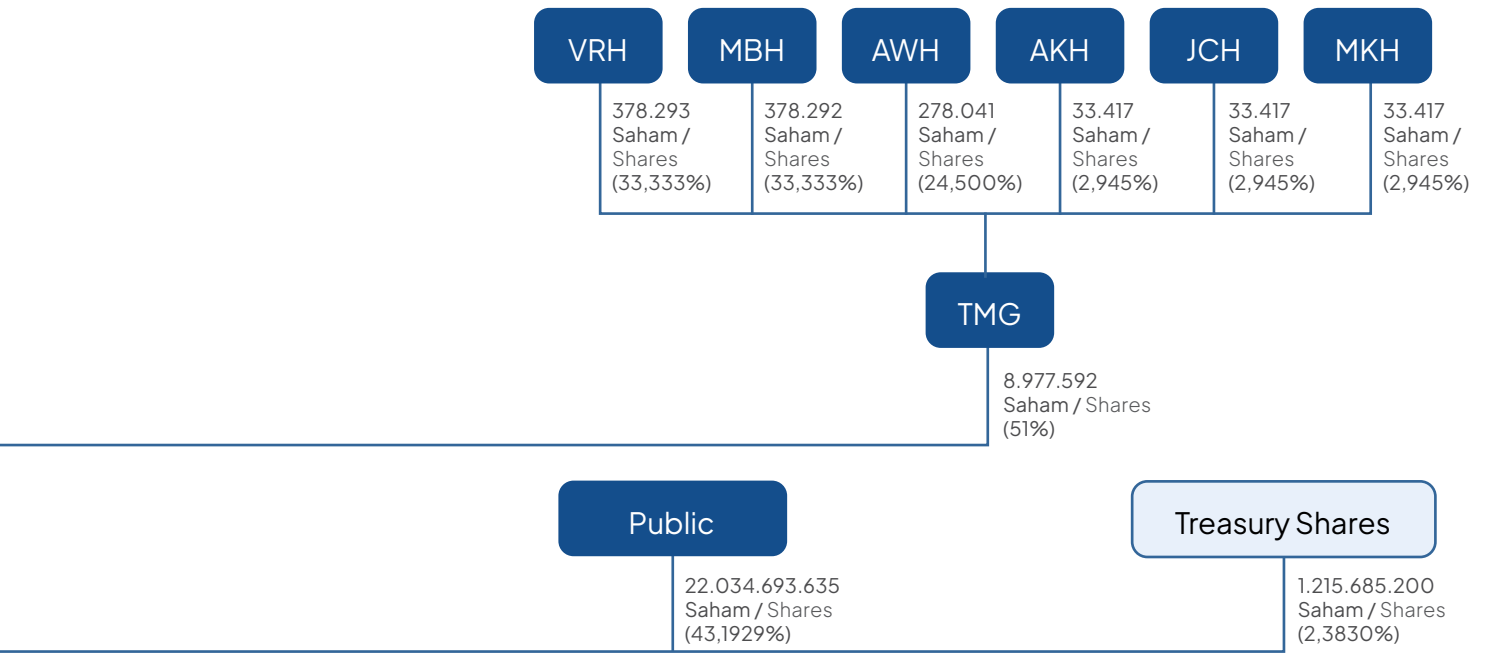 VRH
378.293
Saham /
Shares
(33,333%)
MBH
378.292
Saham /
Shares
(33,333%)
AWH
278.041
Saham /
Shares
(24,500%)
AKH
33.417
Saham /
Shares
(2,945%)
JCH
33.417
Saham /
Shares
(2,945%)
MKH
33.417
Saham /
Shares
(2,945%)
TMG
8.977.592
Saham / Shares
(51%)
Public
22.034.693.635
Saham / Shares
(43,1929%)
Treasury Shares
1.215.685.200
Saham / Shares
(2,3830%)